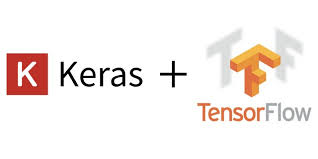 K Keras +
TensorFlow